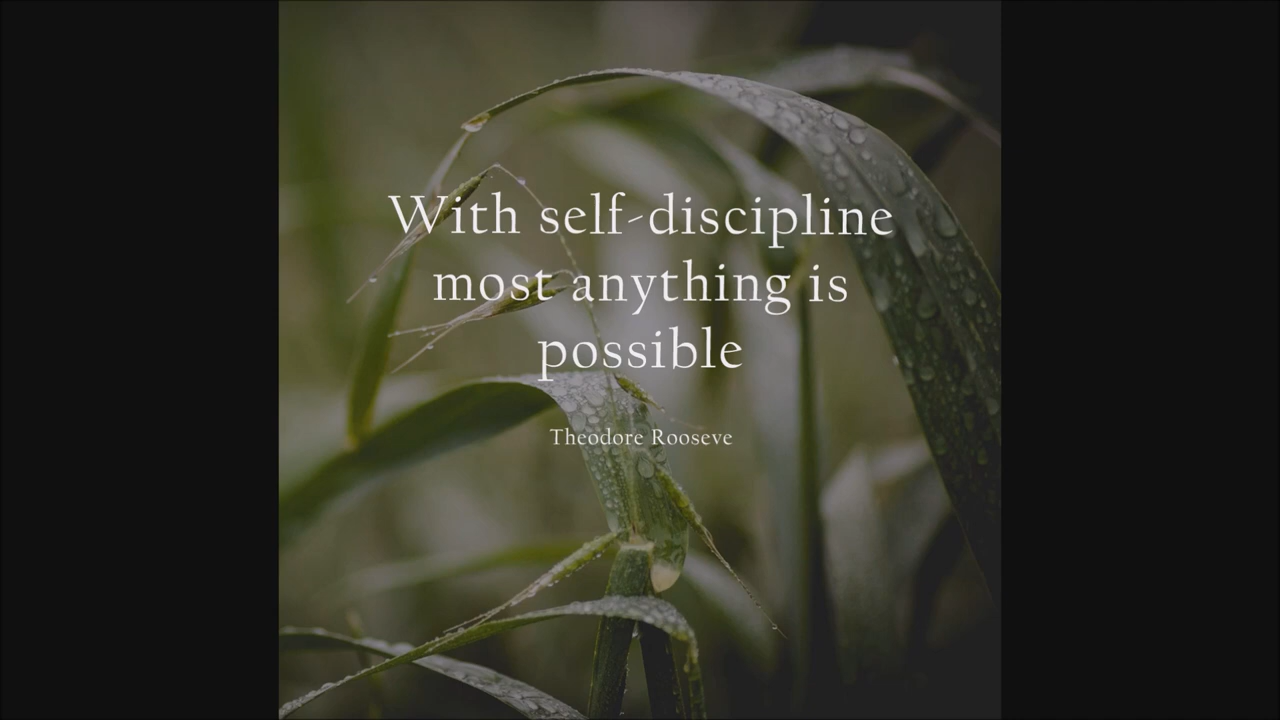 With self-discipline
most anything is
possible
Theodore Rooseve